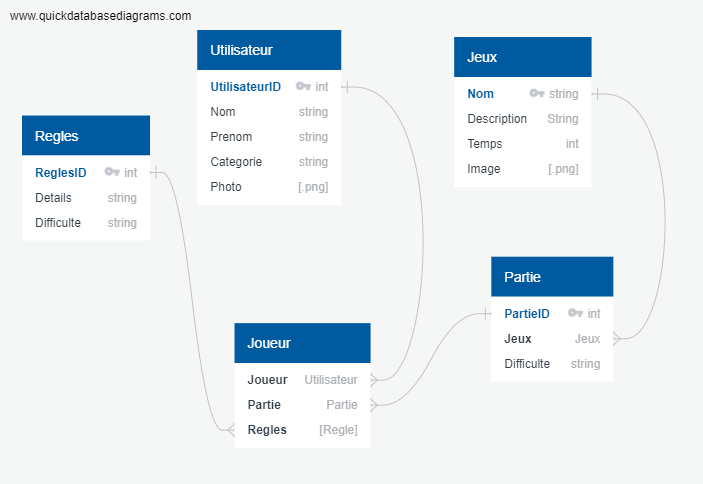 www.quickdatabasediagrams.com
Utilisateur
UtilisateurID int
Nom string
Prenom string
Categorie string
Photo [.png]
Jeux
Nom string
Description String
Temps int
Image [.png]
Regles
ReglesID int
Details string
Difficulte string
Partie
PartieID int
Jeux Jeux
Difficulte string
Joueur
Joueur Utilisateur
Partie Partie
Regles [Regle]